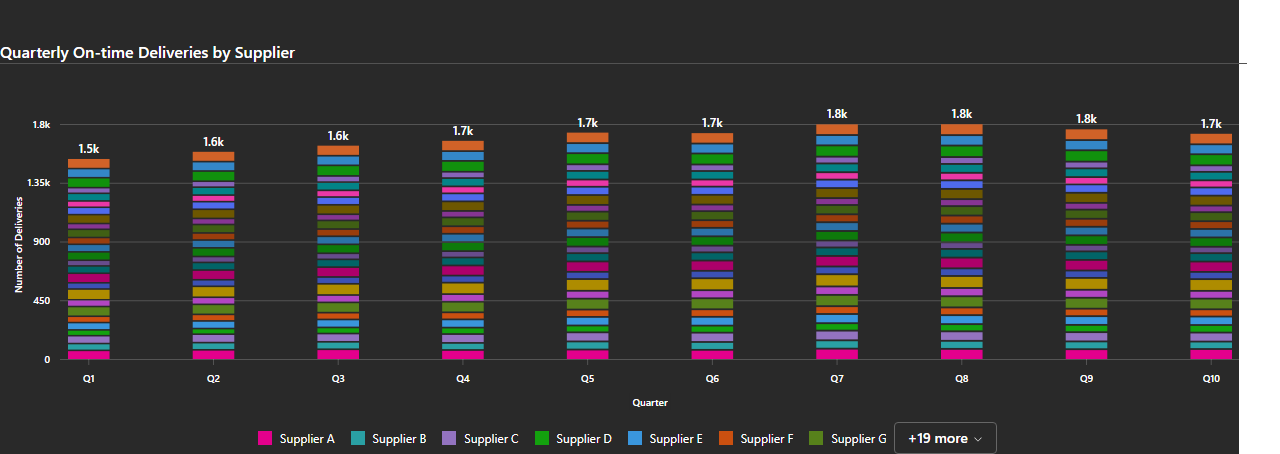 Quarterly On-time Deliveries by Supplier
1.5k 1.6k 1.6k 1.7k 1.7k 1.7k 1.8k 1.8k 1.8k 1.7k
1.8k
1.35k
900
450
0
Number of Deliveries
Q1 Q2 Q3 Q4 Q5 Q6 Q7 Q8 Q9 Q10
Quarter
Supplier A Supplier B Supplier C Supplier D Supplier E Supplier F Supplier G +19 more